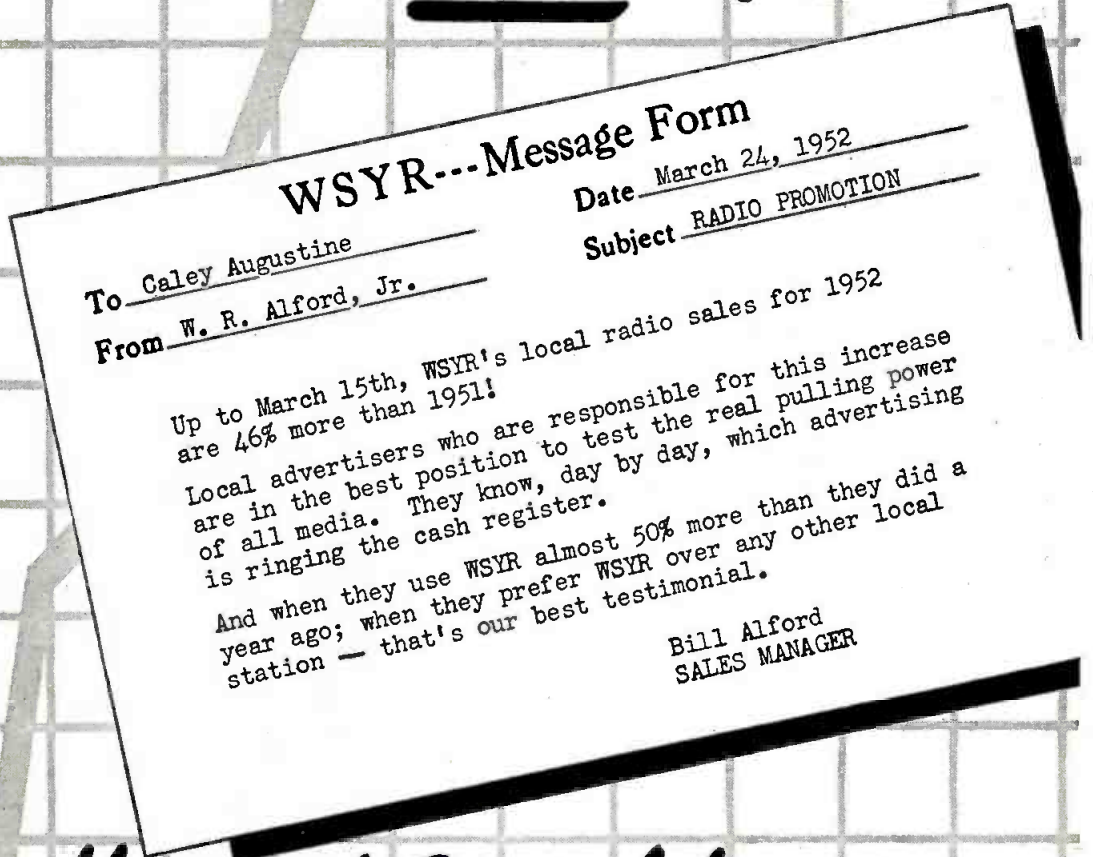 WSYR---Message Form
To Caley Augustine
Date March 24, 1952
From W. R. Alford, Jr.
Subject RADIO PROMOTION
Up to March 15th, WSYR's local radio sales for 1952
are 46% more than 1951!
Local advertisers who are responsible for this increase
are in the best position to test the real pulling power
of all media. They know, day by day, which advertising
is ringing the cash register.
And when they use WSYR almost 50% more than they did a
year ago; when they prefer WSYR over any other local
station — that's our best testimonial.
Bill Alford
SALES MANAGER